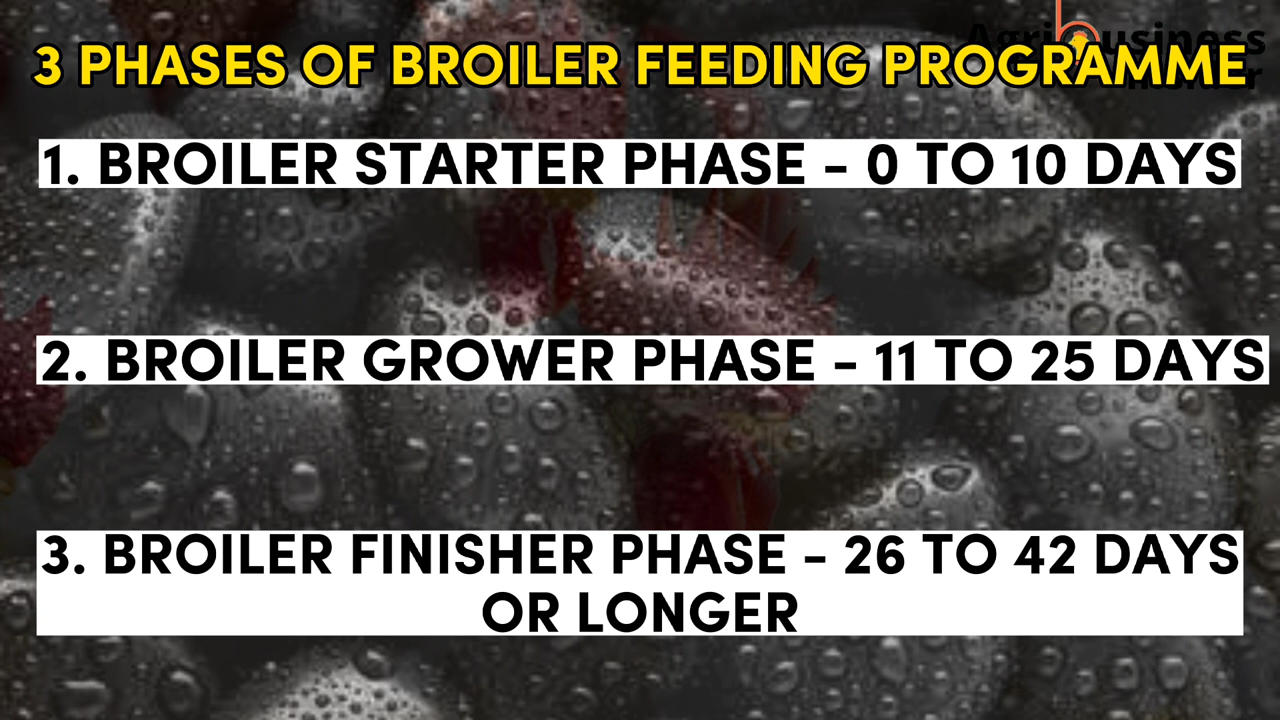 Agribusiness
3 PHASES OF BROILER FEEDING PROGRAMME
1. BROILER STARTER PHASE - 0 TO 10 DAYS
2. BROILER GROWER PHASE - 11 TO 25 DAYS
3. BROILER FINISHER PHASE - 26 TO 42 DAYS
OR LONGER